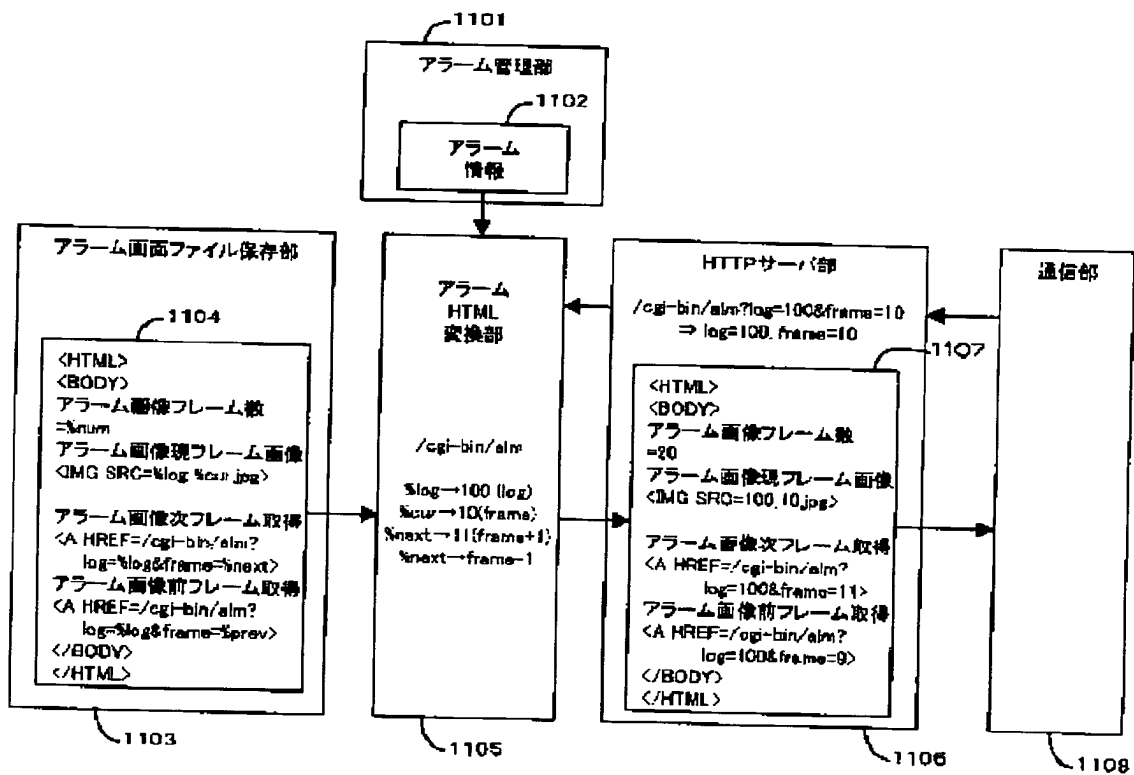 1101
アラーム管理部
1102
アラーム
情報
アラーム画面ファイル保存部
1104
<HTML>
<BODY>
アラーム画像フレーム数
=%num
アラーム画像現フレーム画像
<IMG SRC=%log_%cur.jpg>
アラーム画像次フレーム取得
<A HREF=/cgi-bin/alm?
log=%log&frame=%next>
アラーム画像前フレーム取得
<A HREF=/cgi-bin/alm?
log=%log&frame=%prev>
</BODY>
</HTML>
1103
アラーム
HTML
変換部
/cgi-bin/alm
%log→100 (log)
%cur→10(frame)
%next→11(frame+1)
%next→frame-1
1105
HTTPサーバ部
/cgi-bin/alm?log=100&frame=10
⇒ log=100, frame=10
1107
<HTML>
<BODY>
アラーム画像フレーム数
=20
アラーム画像現フレーム画像
<IMG SRC=100_10.jpg>
アラーム画像次フレーム取得
<A HREF=/cgi-bin/alm?
log=100&frame=11>
アラーム画像前フレーム取得
<A HREF=/cgi-bin/alm?
log=100&frame=9>
</BODY>
</HTML>
1106
通信部
1108